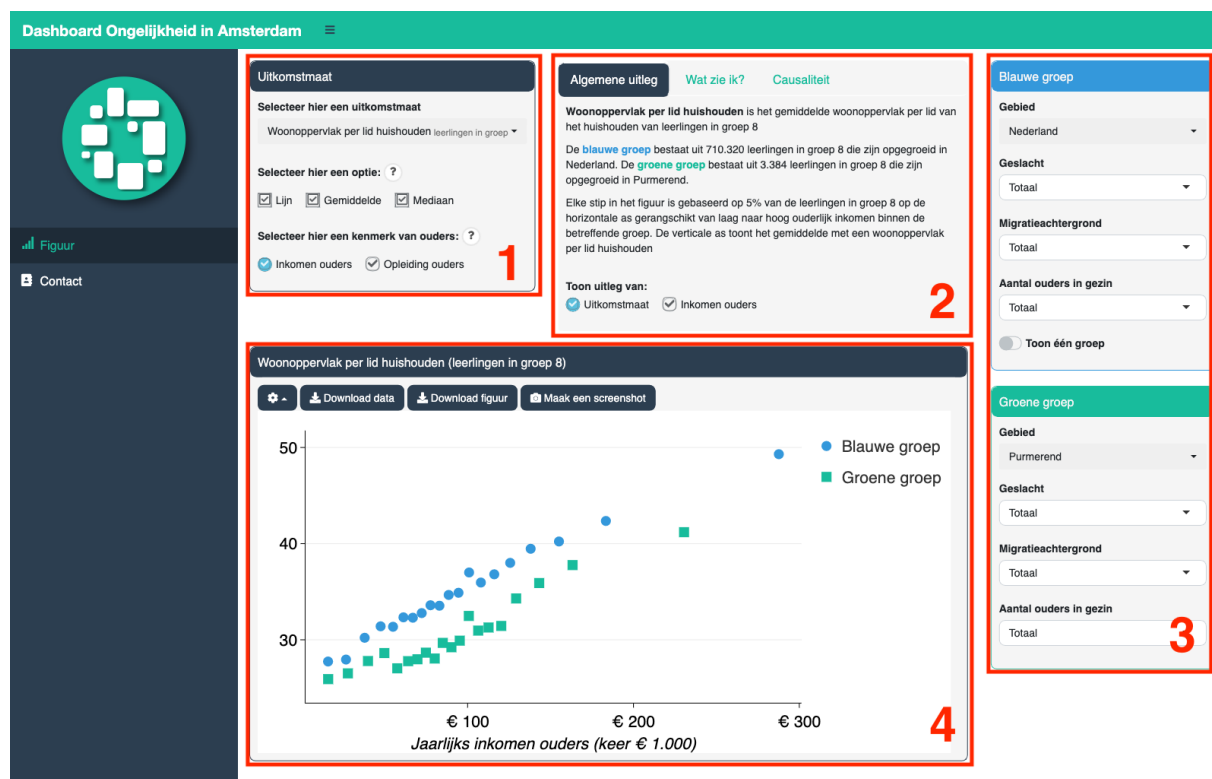 Dashboard Ongelijkheid in Amsterdam
Figuur
Contact
Uitkomstmaat
Selecteer hier een uitkomstmaat
Woonoppervlak per lid huishouden leerlingen in groep
Selecteer hier een optie: ?
Lijn Gemiddelde Mediaan
Selecteer hier een kenmerk van ouders: ?
Inkomen ouders Opleiding ouders
1
Algemene uitleg Wat zie ik? Causaliteit
Woonoppervlak per lid huishouden is het gemiddelde woonoppervlak per lid van
het huishouden van leerlingen in groep 8
De blauwe groep bestaat uit 710.320 leerlingen in groep 8 die zijn opgegroeid in
Nederland. De groene groep bestaat uit 3.384 leerlingen in groep 8 die zijn
opgegroeid in Purmerend.
Elke stip in het figuur is gebaseerd op 5% van de leerlingen in groep 8 op de
horizontale as gerangschikt van laag naar hoog ouderlijk inkomen binnen de
betreffende groep. De verticale as toont het gemiddelde met een woonoppervlak
per lid huishouden
Toon uitleg van:
Uitkomstmaat Inkomen ouders
2
Blauwe groep
Gebied
Nederland
Geslacht
Totaal
Migratieachtergrond
Totaal
Aantal ouders in gezin
Totaal
Toon één groep
Groene groep
Gebied
Purmerend
Geslacht
Totaal
Migratieachtergrond
Totaal
Aantal ouders in gezin
Totaal
3
Woonoppervlak per lid huishouden (leerlingen in groep 8)
Download data Download figuur Maak een screenshot
50
40
30
Blauwe groep
Groene groep
€ 100 € 200 € 300
Jaarlijks inkomen ouders (keer € 1.000)
4